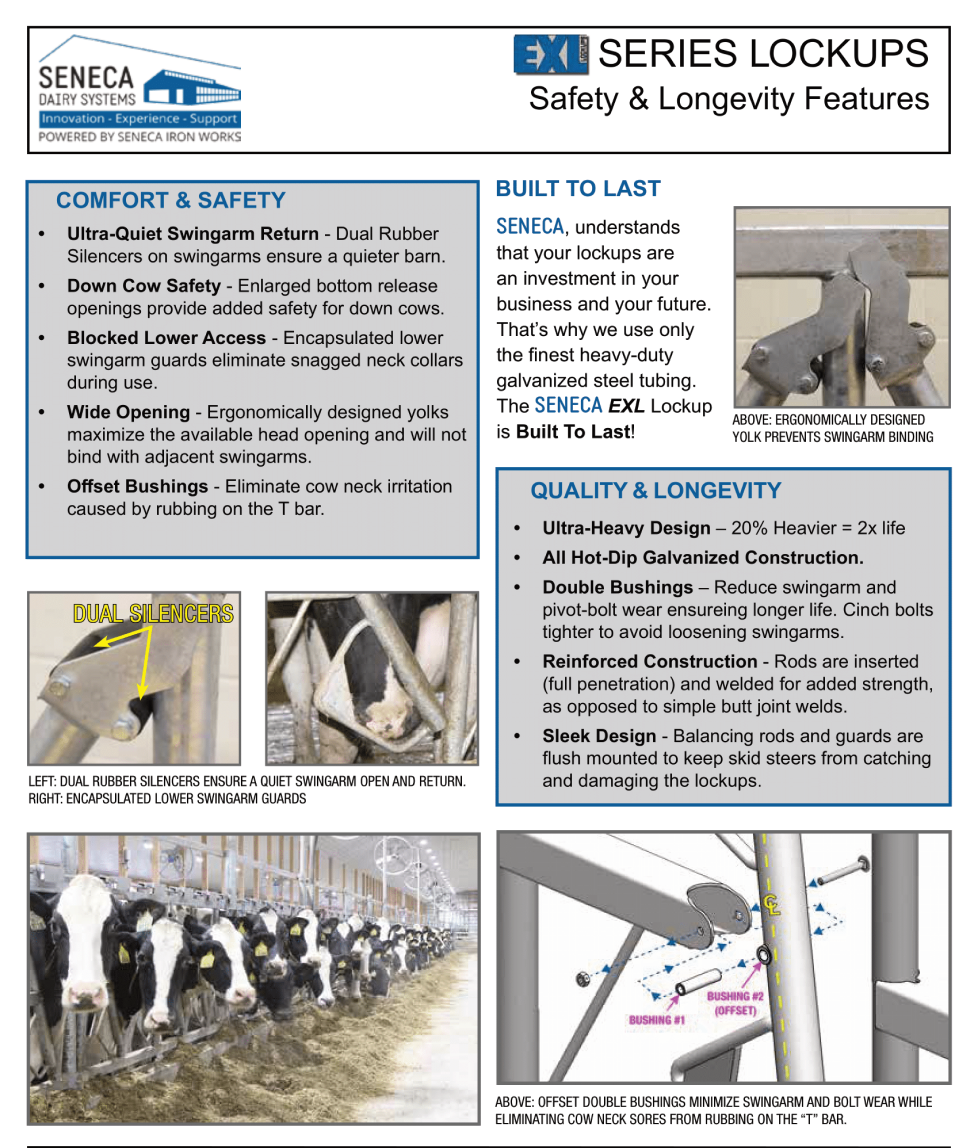 SENECA
DAIRY SYSTEMS
Innovation - Experience - Support
POWERED BY SENECA IRON WORKS
EXL SERIES LOCKUPS
Safety & Longevity Features
COMFORT & SAFETY
• Ultra-Quiet Swingarm Return - Dual Rubber
Silencers on swingarms ensure a quieter barn.
• Down Cow Safety - Enlarged bottom release
openings provide added safety for down cows.
• Blocked Lower Access - Encapsulated lower
swingarm guards eliminate snagged neck collars
during use.
• Wide Opening - Ergonomically designed yolks
maximize the available head opening and will not
bind with adjacent swingarms.
• Offset Bushings - Eliminate cow neck irritation
caused by rubbing on the T bar.
DUAL SILENCERS
LEFT: DUAL RUBBER SILENCERS ENSURE A QUIET SWINGARM OPEN AND RETURN.
RIGHT: ENCAPSULATED LOWER SWINGARM GUARDS
BUILT TO LAST
SENECA, understands
that your lockups are
an investment in your
business and your future.
That's why we use only
the finest heavy-duty
galvanized steel tubing.
The SENECA EXL Lockup
is Built To Last!
ABOVE: ERGONOMICALLY DESIGNED
YOLK PREVENTS SWINGARM BINDING
QUALITY & LONGEVITY
• Ultra-Heavy Design – 20% Heavier = 2x life
• All Hot-Dip Galvanized Construction.
• Double Bushings – Reduce swingarm and
pivot-bolt wear ensureing longer life. Cinch bolts
tighter to avoid loosening swingarms.
• Reinforced Construction - Rods are inserted
(full penetration) and welded for added strength,
as opposed to simple butt joint welds.
• Sleek Design - Balancing rods and guards are
flush mounted to keep skid steers from catching
and damaging the lockups.
CL
BUSHING #2
(OFFSET)
BUSHING #1
ABOVE: OFFSET DOUBLE BUSHINGS MINIMIZE SWINGARM AND BOLT WEAR WHILE
ELIMINATING COW NECK SORES FROM RUBBING ON THE “T” BAR.